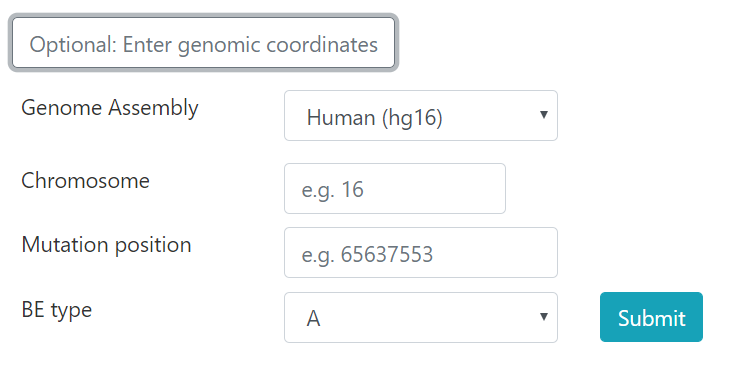 Optional: Enter genomic coordinates
Genome Assembly
Human (hg16)
Chromosome
e.g. 16
Mutation position
e.g. 65637553
BE type
A
Submit